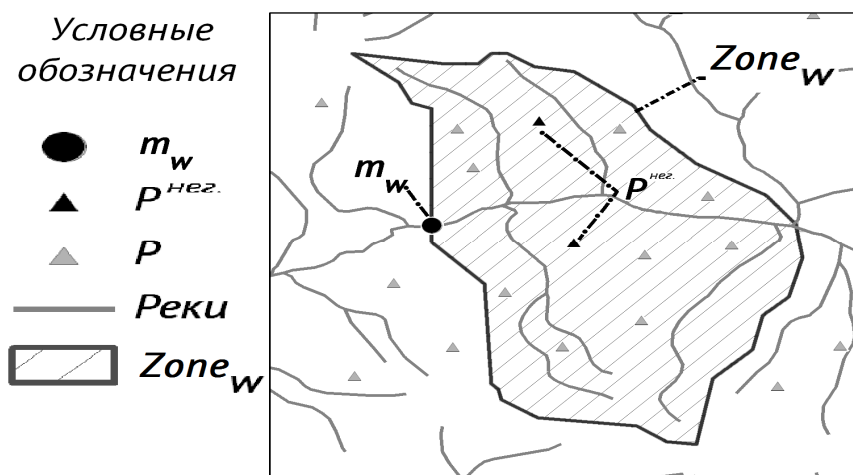 Условные
обозначения
m_w
P^нег.
P
Реки
Zone_w
Zone_w
m_w
P^нег.